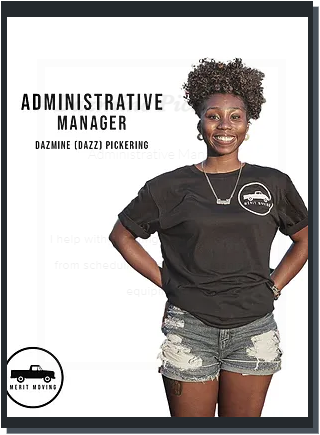 ADMINISTRATIVE
MANAGER
DAZMINE (DAZZ) PICKERING
MERIT MOVING
MERIT MOVING